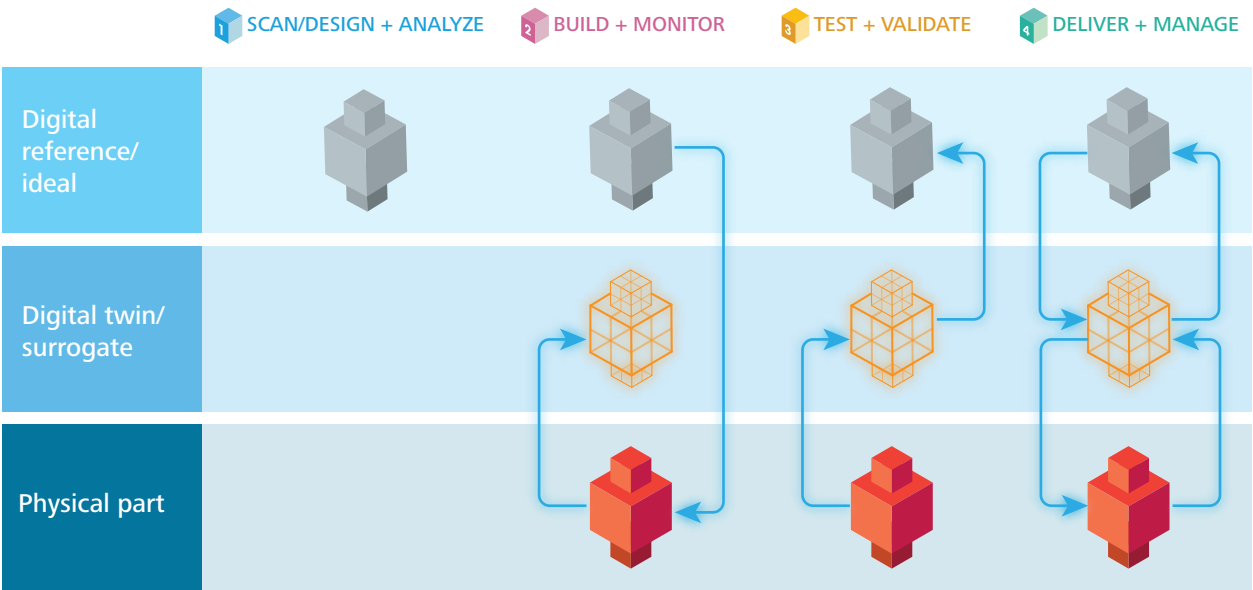 1 SCAN/DESIGN + ANALYZE
2 BUILD + MONITOR
3 TEST + VALIDATE
4 DELIVER + MANAGE
Digital
reference/
ideal
Digital twin/
surrogate
Physical part